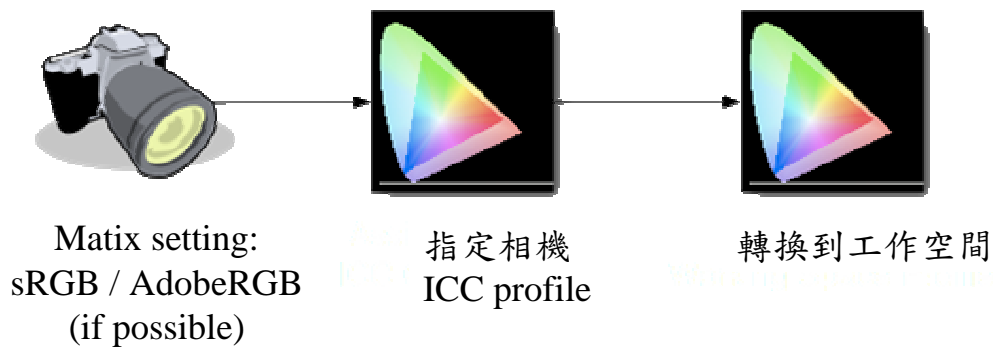 Matix setting:
sRGB / AdobeRGB
(if possible)
指定相機
ICC profile
轉換到工作空間